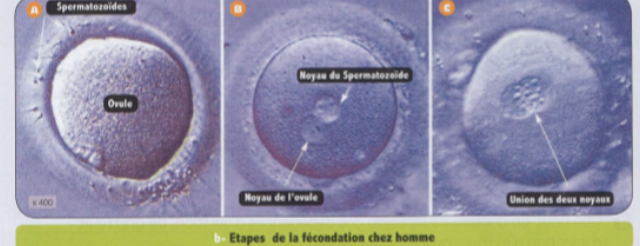 A
Spermatozoïdes
Ovule
x 400
B
Noyau du Spermatozoïde
Noyau de l'ovule
C
Union des deux noyaux
b- Etapes de la fécondation chez homme